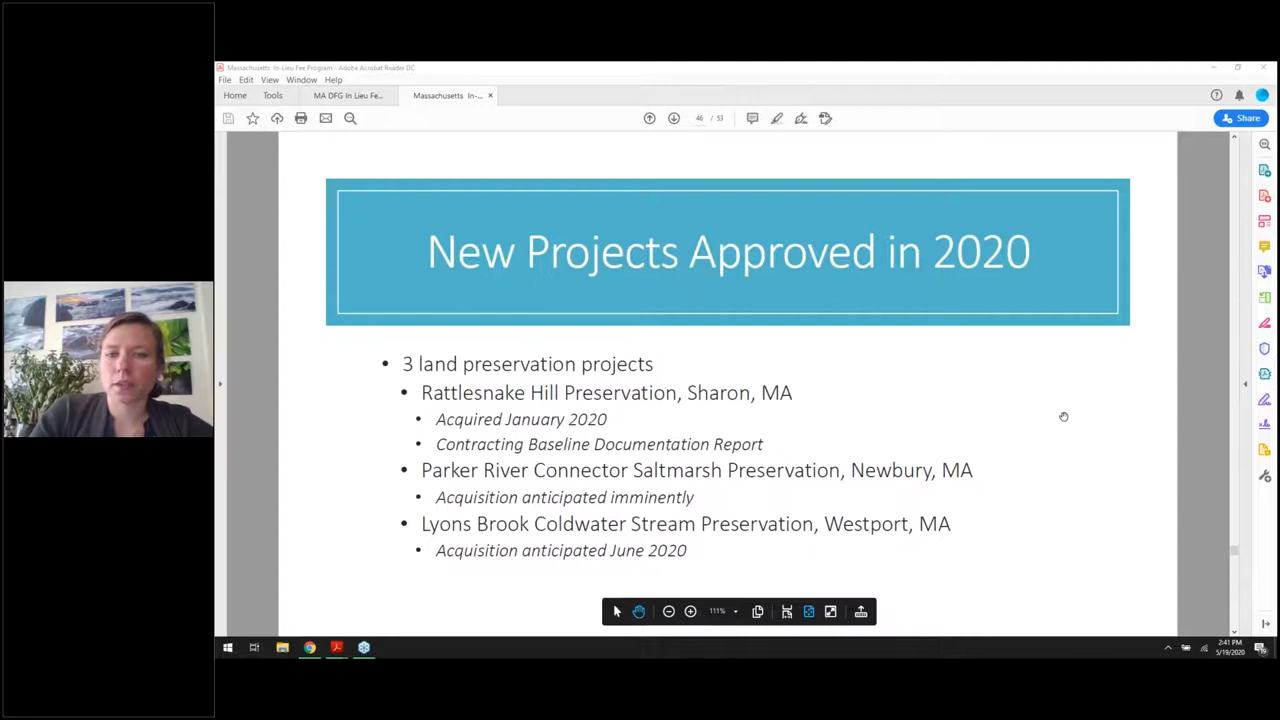 Massachusetts In-Lieu Fee Program - Adobe Acrobat Reader DC
File Edit View Window Help
Home Tools MA DFG In Lieu Fe... Massachusetts In-... ×
46 / 53
Share
New Projects Approved in 2020
• 3 land preservation projects
• Rattlesnake Hill Preservation, Sharon, MA
• Acquired January 2020
• Contracting Baseline Documentation Report
• Parker River Connector Saltmarsh Preservation, Newbury, MA
• Acquisition anticipated imminently
• Lyons Brook Coldwater Stream Preservation, Westport, MA
• Acquisition anticipated June 2020
111%
2:41 PM
5/19/2020